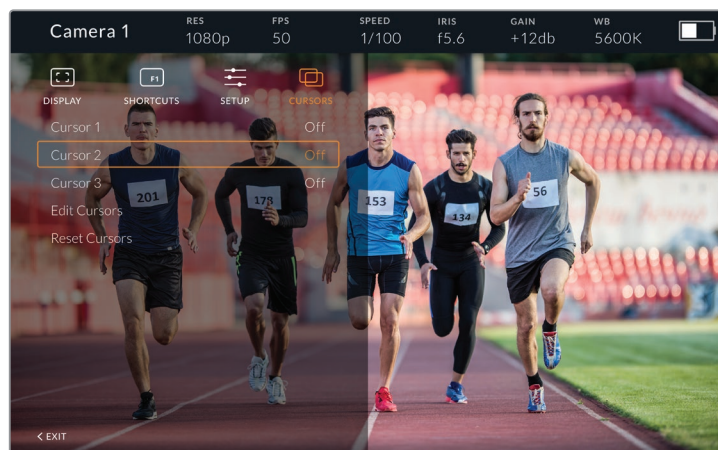 Camera 1
RES
1080p
FPS
50
SPEED
1/100
IRIS
f5.6
GAIN
+12db
WB
5600K
F1
DISPLAY
SHORTCUTS
SETUP
CURSORS
Cursor 1 Off
Cursor 2 Off
Cursor 3 Off
Edit Cursors
Reset Cursors
201
178
153
134
56
< EXIT